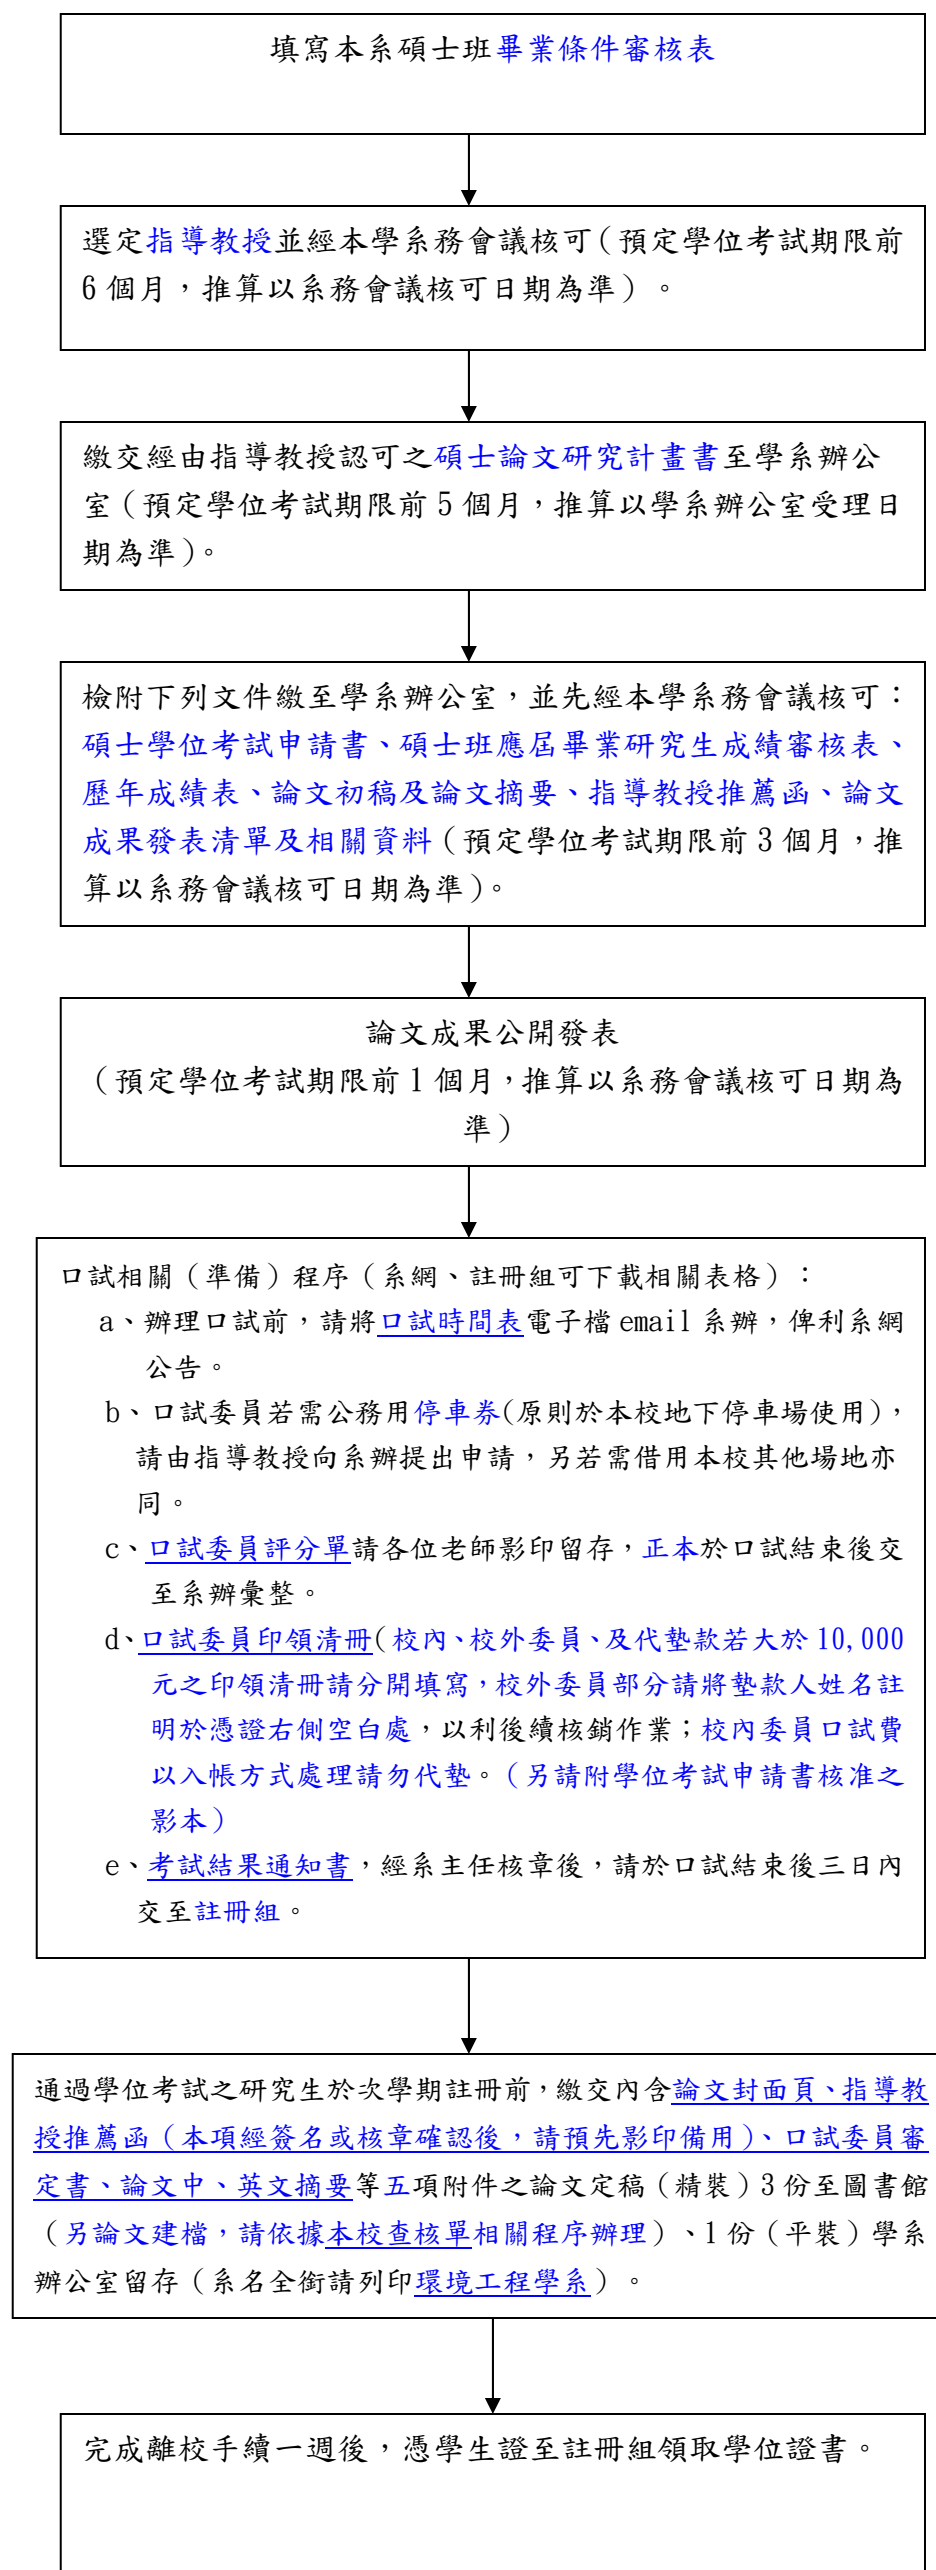 填寫本系碩士班畢業條件審核表
選定指導教授並經本學系務會議核可（預定學位考試期限前
6 個月，推算以系務會議核可日期為準）。
繳交經由指導教授認可之碩士論文研究計畫書至學系辦公
室（預定學位考試期限前 5 個月，推算以學系辦公室受理日
期為準）。
檢附下列文件繳至學系辦公室，並先經本學系務會議核可：
碩士學位考試申請書、碩士班應屆畢業研究生成績審核表、
歷年成績表、論文初稿及論文摘要、指導教授推薦函、論文
成果發表清單及相關資料（預定學位考試期限前 3 個月，推
算以系務會議核可日期為準）。
論文成果公開發表
（預定學位考試期限前 1 個月，推算以系務會議核可日期為
準）
口試相關（準備）程序（系網、註冊組可下載相關表格）：
a、辦理口試前，請將口試時間表電子檔 email 系辦，俾利系網
公告。
b、口試委員若需公務用停車券(原則於本校地下停車場使用)，
請由指導教授向系辦提出申請，另若需借用本校其他場地亦
同。
c、口試委員評分單請各位老師影印留存，正本於口試結束後交
至系辦彙整。
d、口試委員印領清冊(校內、校外委員、及代墊款若大於 10,000
元之印領清冊請分開填寫，校外委員部分請將墊款人姓名註
明於憑證右側空白處，以利後續核銷作業；校內委員口試費
以入帳方式處理請勿代墊。（另請附學位考試申請書核准之
影本）
e、考試結果通知書，經系主任核章後，請於口試結束後三日內
交至註冊組。
通過學位考試之研究生於次學期註冊前，繳交內含論文封面頁、指導教
授推薦函（本項經簽名或核章確認後，請預先影印備用）、口試委員審
定書、論文中、英文摘要等五項附件之論文定稿（精裝）3 份至圖書館
（另論文建檔，請依據本校查核單相關程序辦理）、1 份（平裝）學系
辦公室留存（系名全銜請列印環境工程學系）。
完成離校手續一週後，憑學生證至註冊組領取學位證書。